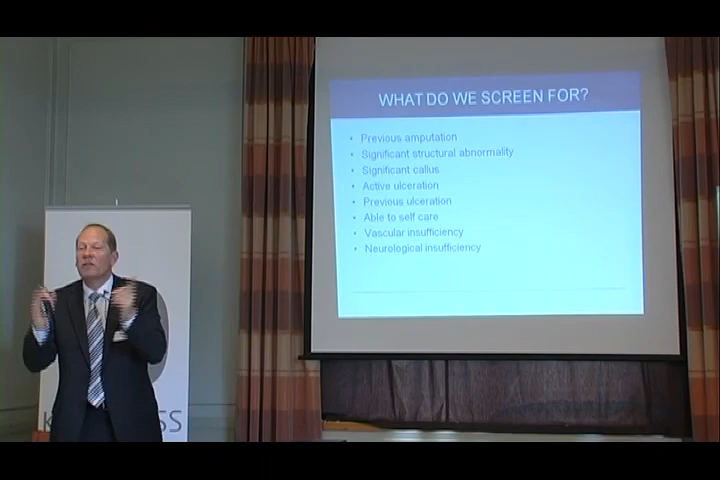 WHAT DO WE SCREEN FOR?
• Previous amputation
• Significant structural abnormality
• Significant callus
• Active ulceration
• Previous ulceration
• Able to self care
• Vascular insufficiency
• Neurological insufficiency